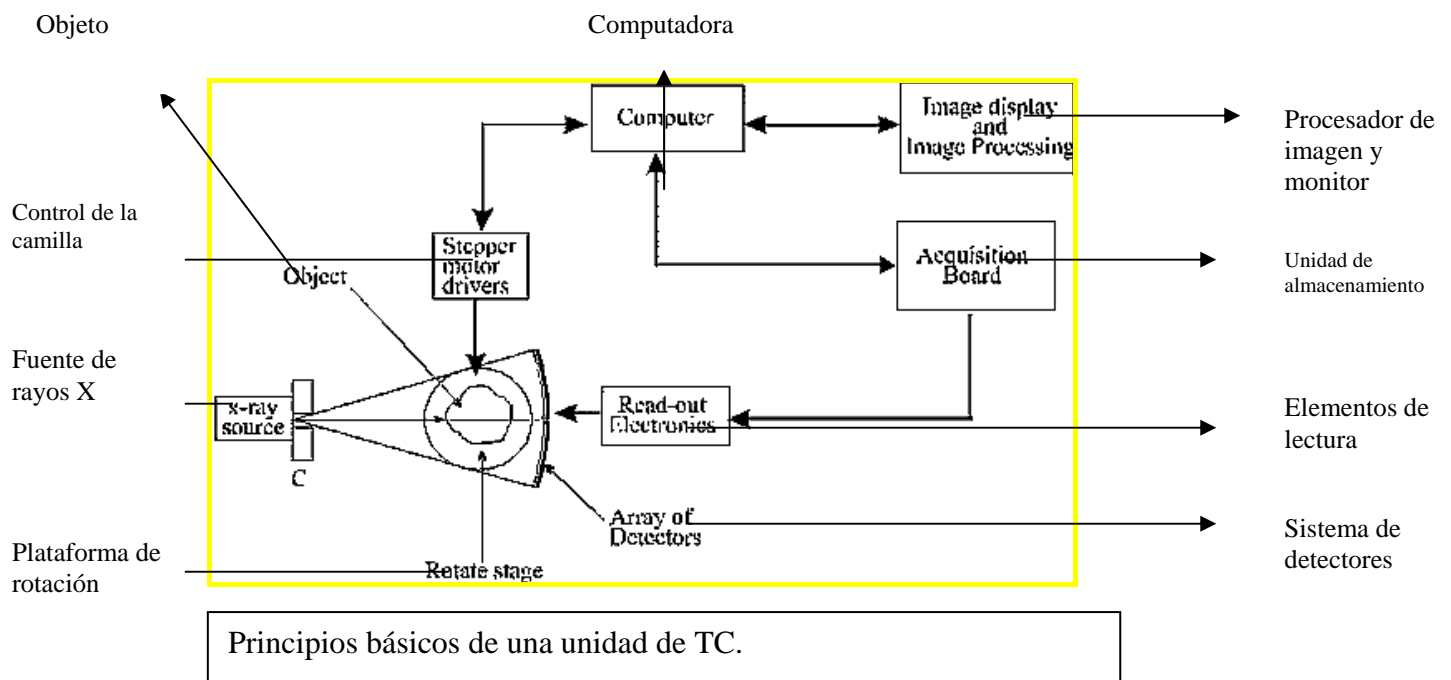 Objeto
Computadora
Computer
Image display
and
Image Processing
Procesador de
imagen y
monitor
Control de la
camilla
Stepper
motor
drivers
Object
Acquisition
Board
Unidad de
almacenamiento
Fuente de
rayos X
x-ray
source
C
Read-out
Electronics
Elementos de
lectura
Array of
Detectors
Sistema de
detectores
Plataforma de
rotación
Rotate stage
Principios básicos de una unidad de TC.